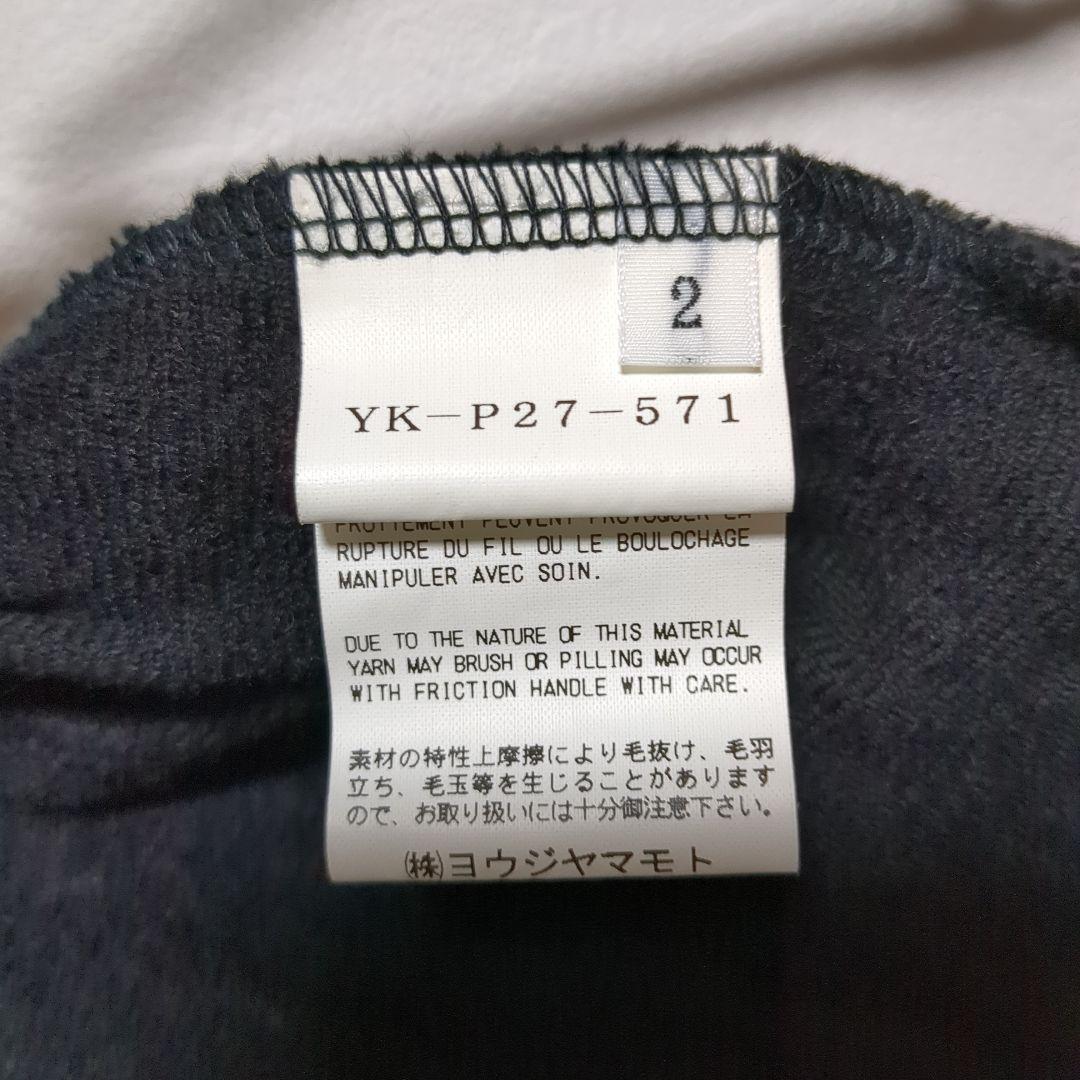 2
YK-P27-571
FROTTEMENT PEUVENT PROVOQUER LA
RUPTURE DU FIL OU LE BOULOCHAGE
MANIPULER AVEC SOIN.
DUE TO THE NATURE OF THIS MATERIAL
YARN MAY BRUSH OR PILLING MAY OCCUR
WITH FRICTION HANDLE WITH CARE.
素材の特性上摩擦により毛抜け、毛羽
立ち、毛玉等を生じることがあります
ので、お取り扱いには十分御注意下さい。
㈱ヨウジヤマモト